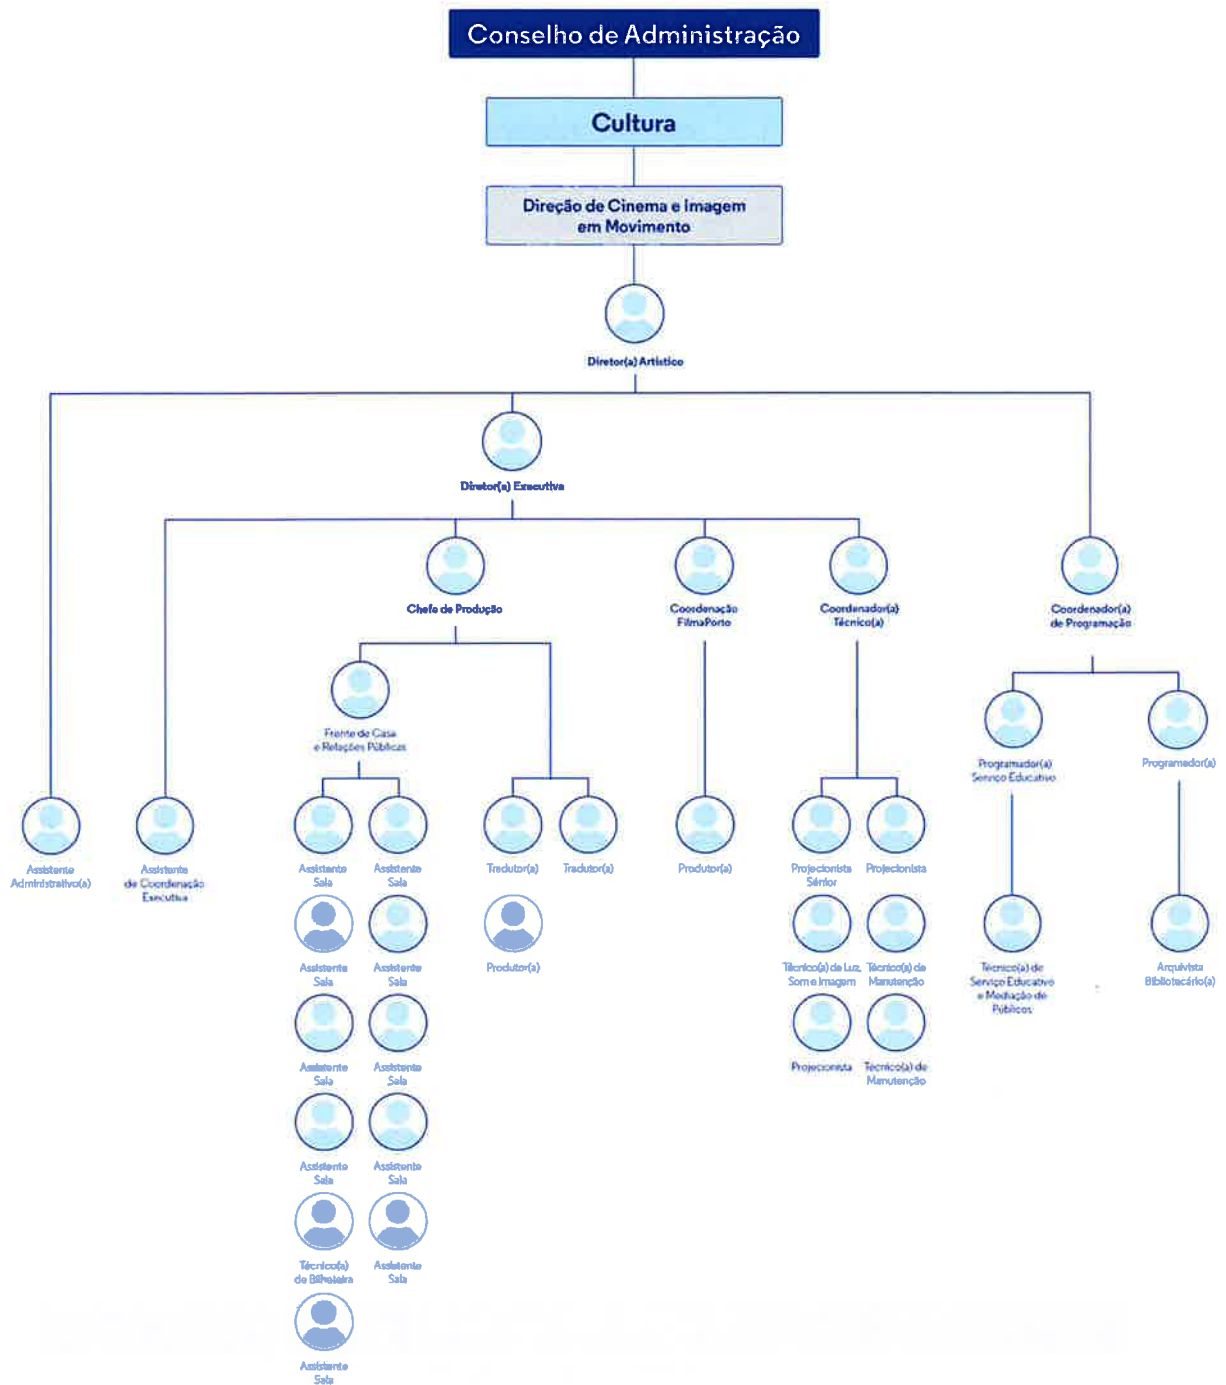 Conselho de Administração
Cultura
Direção de Cinema e Imagem
em Movimento
Diretor(a) Artístico
Diretor(a) Executiva
Chefe de Produção
Coordenação
FilmaPorto
Coordenador(a)
Técnico(a)
Coordenador(a)
de Programação
Frente de Casa
e Relações Públicas
Programador(a)
Serviço Educativo
Programador(a)
Assistente
Administrativo(a)
Assistente
de Coordenação
Executiva
Assistente
Sala
Assistente
Sala
Tradutor(a)
Tradutor(a)
Produtor(a)
Projecionista
Sénior
Projecionista
Assistente
Sala
Assistente
Sala
Produtor(a)
Técnico(a) de Luz,
Som e Imagem
Técnico(a) de
Manutenção
Técnico(a) de
Serviço Educativo
e Mediação de
Públicos
Arquivista
Bibliotecário(a)
Assistente
Sala
Assistente
Sala
Projecionista
Técnico(a) de
Manutenção
Assistente
Sala
Assistente
Sala
Técnico(a)
de Bilheteira
Assistente
Sala
Assistente
Sala